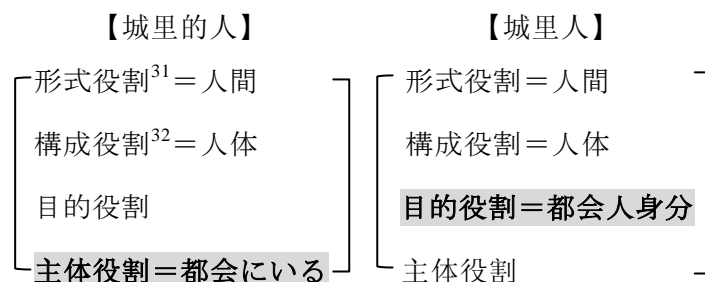 【城里的人】 【城里人】
形式役割31＝人間 形式役割＝人間
構成役割32＝人体 構成役割＝人体
目的役割 目的役割＝都会人身分
主体役割＝都会にいる 主体役割